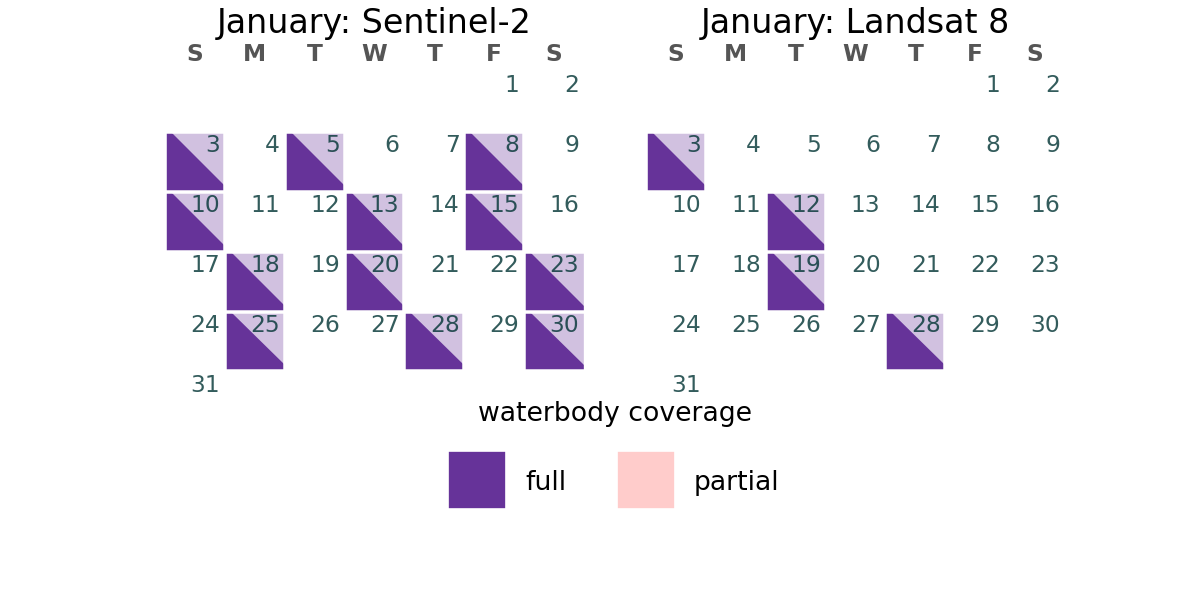 January: Sentinel-2
S M T W T F S
1 2
3 4 5 6 7 8 9
10 11 12 13 14 15 16
17 18 19 20 21 22 23
24 25 26 27 28 29 30
31
January: Landsat 8
S M T W T F S
1 2
3 4 5 6 7 8 9
10 11 12 13 14 15 16
17 18 19 20 21 22 23
24 25 26 27 28 29 30
31
waterbody coverage
full partial